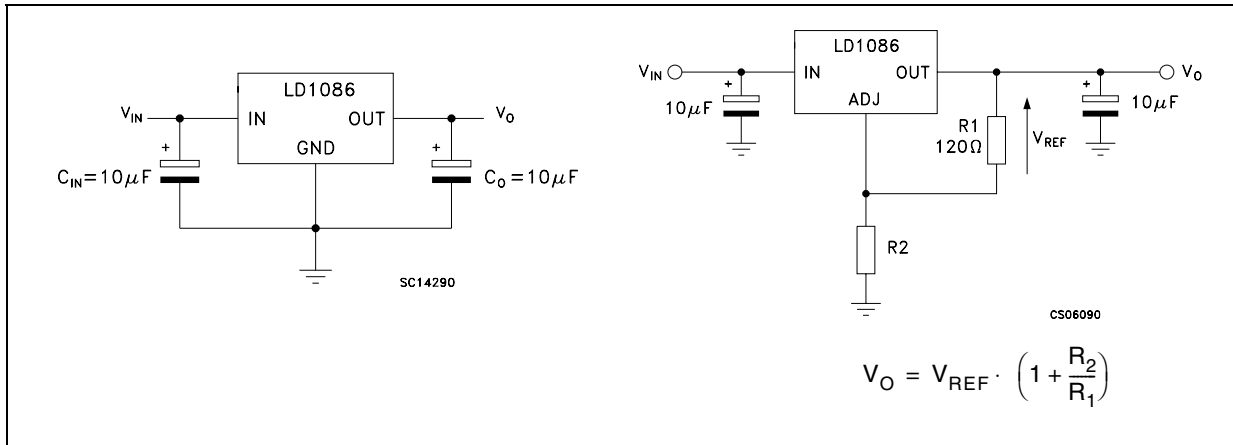 LD1086
V_IN
IN
OUT
V_O
GND
+
+
C_IN=10μF
C_O=10μF
SC14290
LD1086
V_IN
IN
OUT
V_O
ADJ
+
+
10μF
10μF
R1
120Ω
V_REF
R2
CS06090
V_O = V_REF · (1 + R_2/R_1)